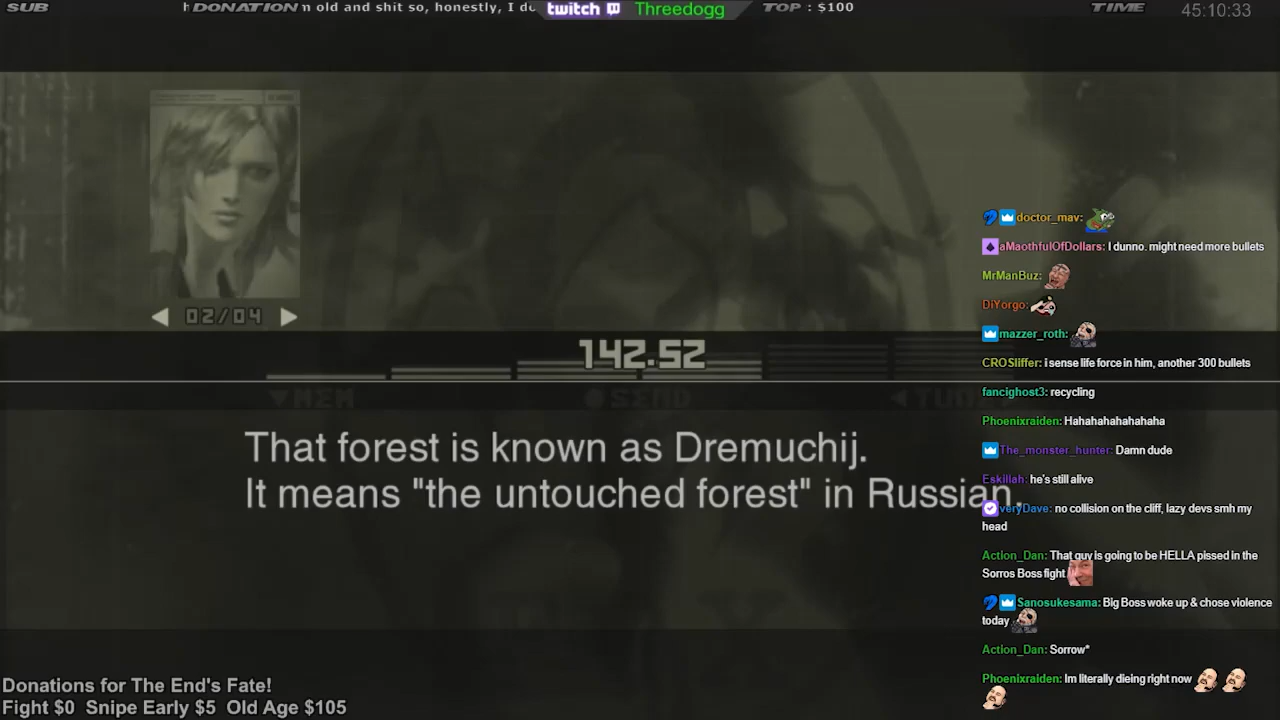 SUB
DONATION
n old and shit so, honestly, I do
twitch
Threedogg
TOP : $100
TIME
45:10:33
02/04
142.52
MEM
SEND
That forest is known as Dremuchij.
It means "the untouched forest" in Russian.
doctor_mav:
aMaothfulOfDollars: I dunno. might need more bullets
MrManBuz:
DiYorgo:
mazzer_roth:
CROSliffer: i sense life force in him, another 300 bullets
fancighost3: recycling
Phoenixraiden: Hahahahahahahaha
The_monster_hunter: Damn dude
Eskiliah: he's still alive
veryDave: no collision on the cliff, lazy devs smh my
head
Action_Dan: That guy is going to be HELLA pissed in the
Sorros Boss fight
Sanosukesama: Big Boss woke up & chose violence
today
Action_Dan: Sorrow*
Phoenixraiden: Im literally dieing right now
Donations for The End's Fate!
Fight $0 Snipe Early $5 Old Age $105